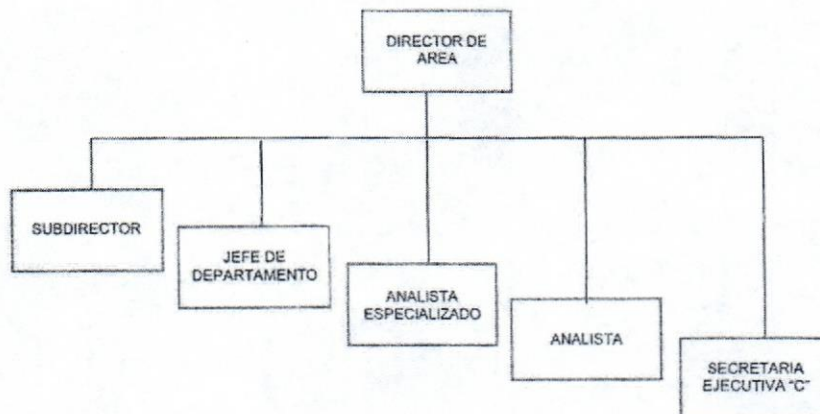 DIRECTOR DE
AREA
SUBDIRECTOR
JEFE DE
DEPARTAMENTO
ANALISTA
ESPECIALIZADO
ANALISTA
SECRETARIA
EJECUTIVA "C"